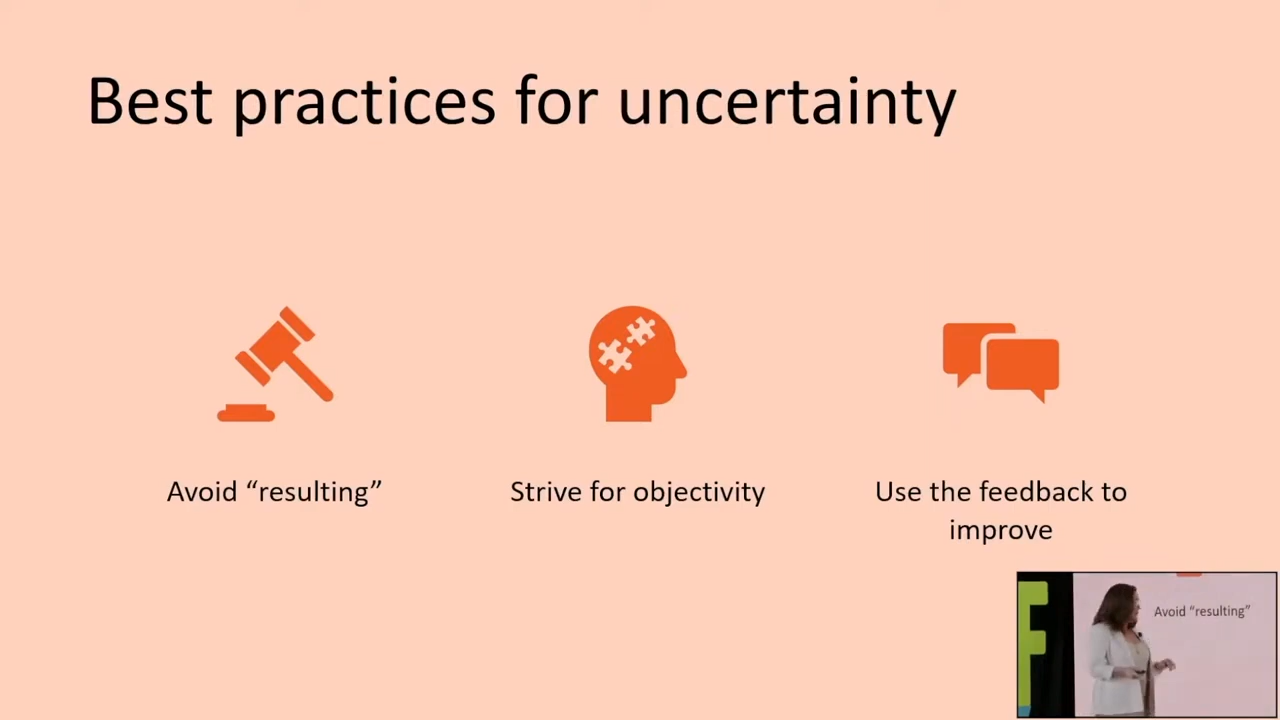 Best practices for uncertainty
Avoid “resulting”
Strive for objectivity
Use the feedback to
improve
F
Avoid “resulting”